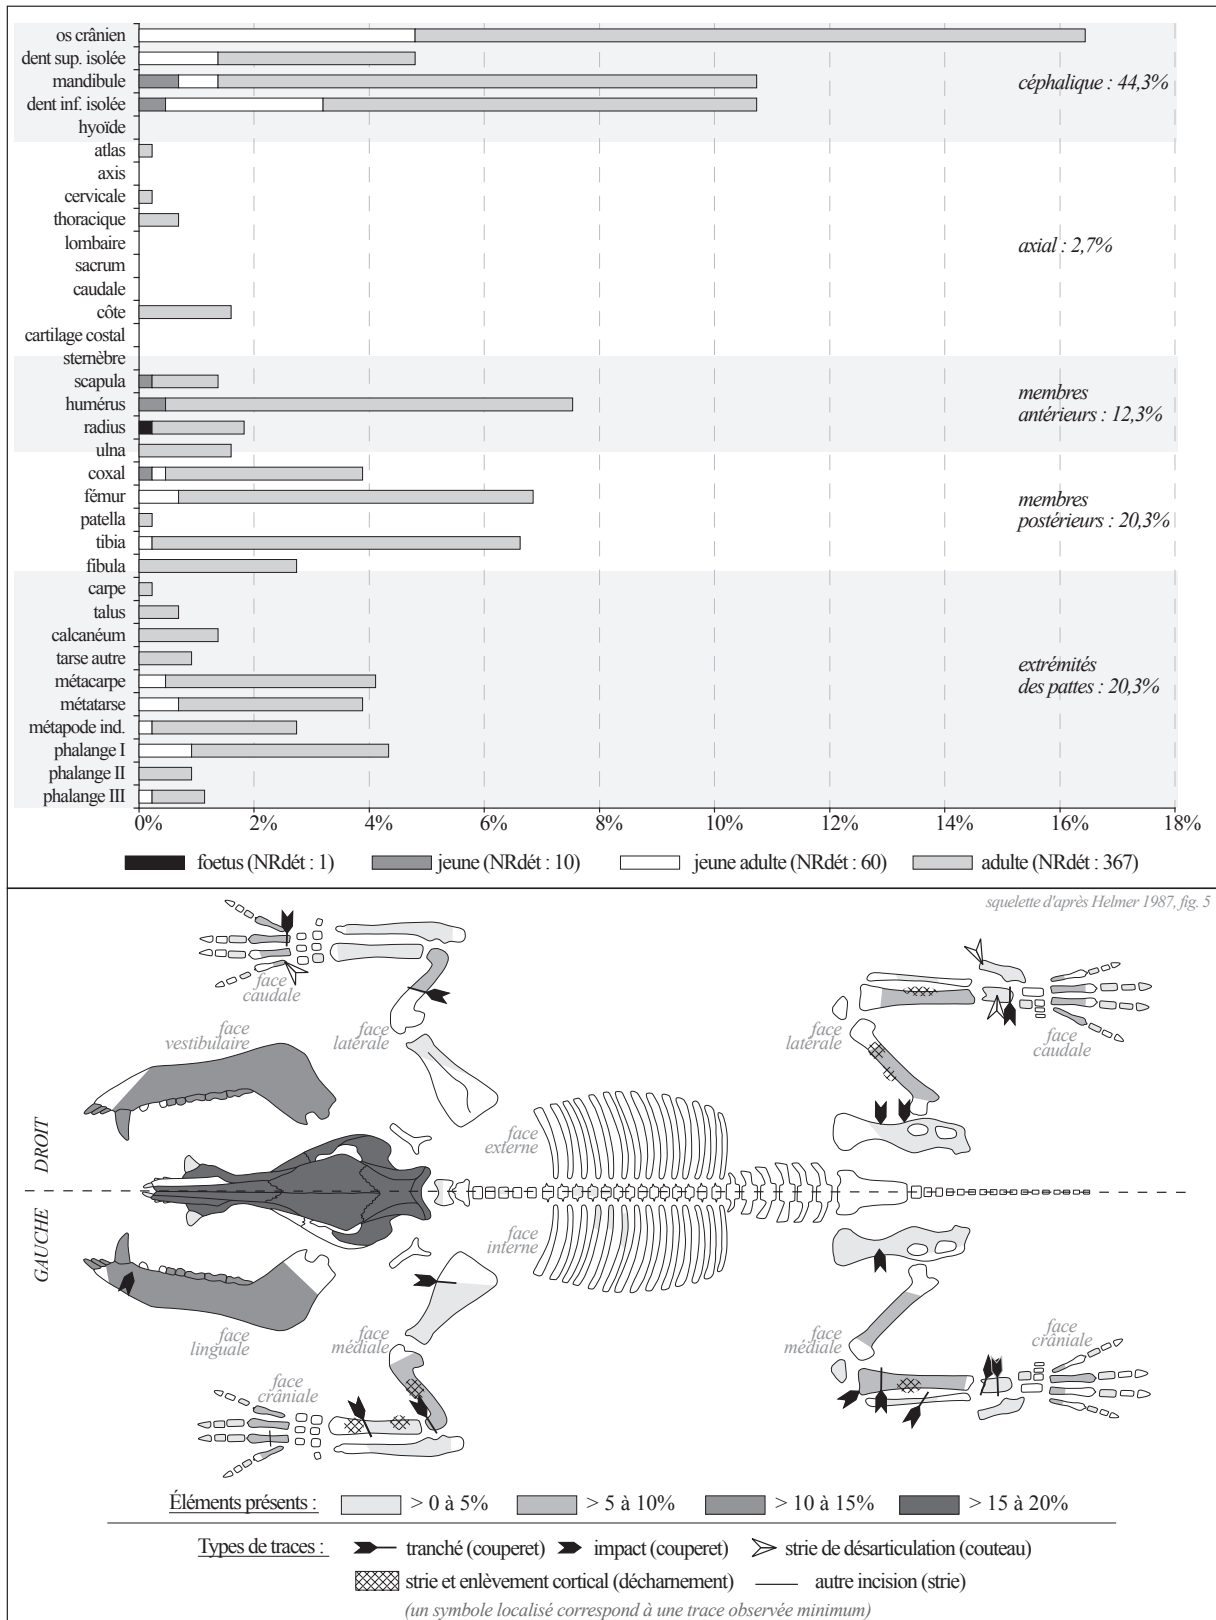 os crânien
dent sup. isolée
mandibule
céphalique : 44,3%
dent inf. isolée
hyoïde
atlas
axis
cervicale
thoracique
lombaire
axial : 2,7%
sacrum
caudale
côte
cartilage costal
sternèbre
scapula
membres
antérieurs : 12,3%
humérus
radius
ulna
coxal
fémur
membres
postérieurs : 20,3%
patella
tibia
fibula
carpe
talus
calcanéum
tarse autre
extrémités
des pattes : 20,3%
métacarpe
métatarse
métapode ind.
phalange I
phalange II
phalange III
0% 2% 4% 6% 8% 10% 12% 14% 16% 18%
foetus (NRdét : 1) jeune (NRdét : 10) jeune adulte (NRdét : 60) adulte (NRdét : 367)
squelette d'après Helmer 1987, fig. 5
face
caudale
face
vestibulaire
face
latérale
face
latérale
face
caudale
face
externe
DROIT
GAUCHE
face
interne
face
linguale
face
médiale
face
crâniale
face
médiale
face
crâniale
Éléments présents : > 0 à 5% > 5 à 10% > 10 à 15% > 15 à 20%
Types de traces : tranché (couperet) impact (couperet) strie de désarticulation (couteau)
strie et enlèvement cortical (décharnement) autre incision (strie)
(un symbole localisé correspond à une trace observée minimum)